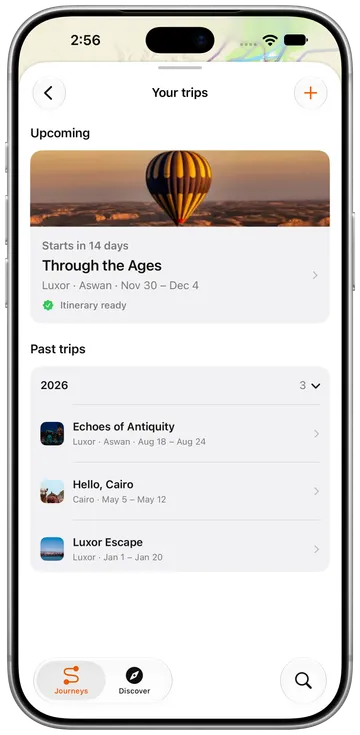 2:56
Your trips
Upcoming
Starts in 14 days
Through the Ages
Luxor · Aswan · Nov 30 – Dec 4
Itinerary ready
Past trips
2026
3
Echoes of Antiquity
Luxor · Aswan · Aug 18 – Aug 24
Hello, Cairo
Cairo · May 5 – May 12
Luxor Escape
Luxor · Jan 1 – Jan 20
Journeys
Discover